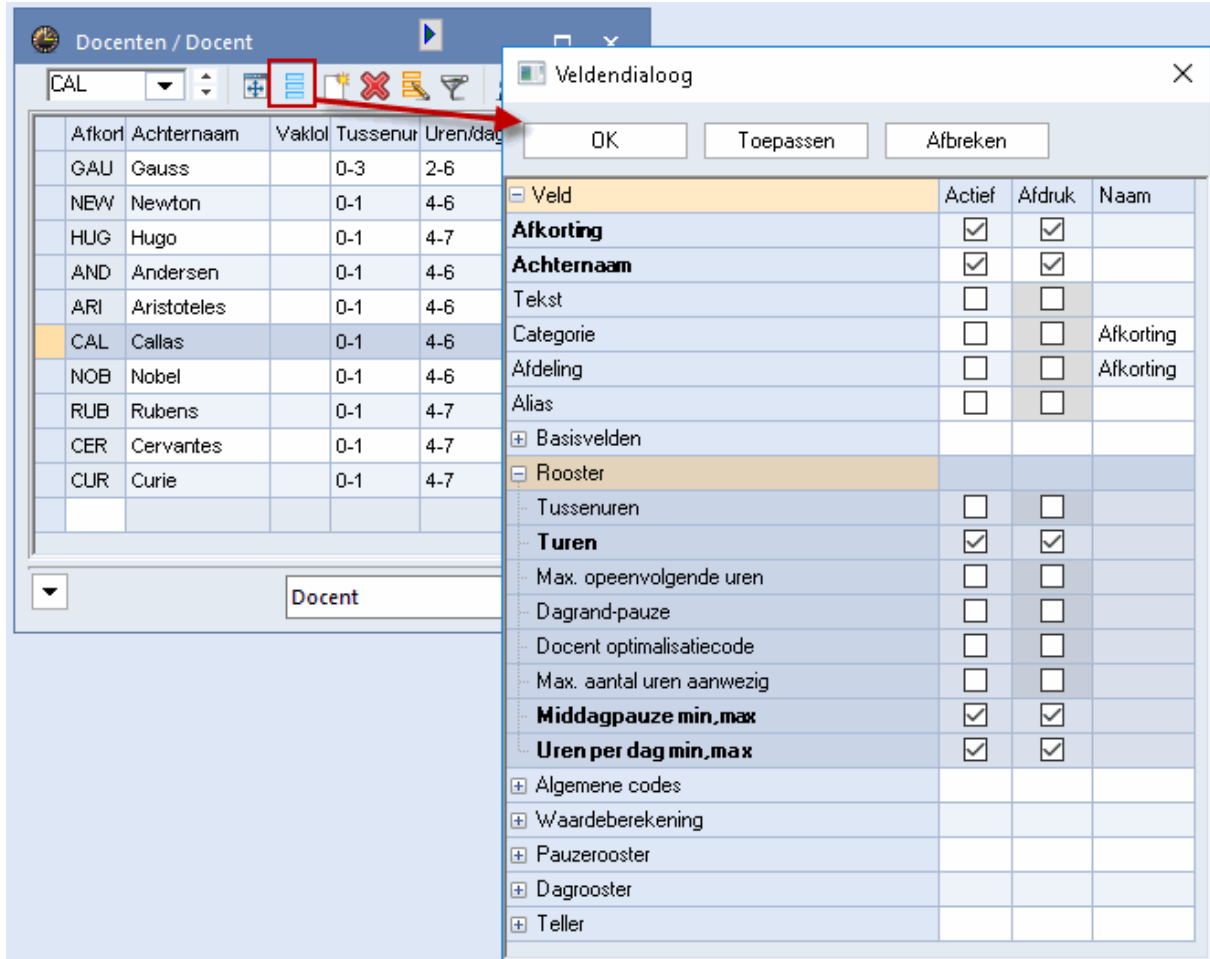 Docenten / Docent
CAL
Afkort Achternaam Vaklol Tussenur Uren/dag
GAU Gauss 0-3 2-6
NEW Newton 0-1 4-6
HUG Hugo 0-1 4-7
AND Andersen 0-1 4-6
ARI Aristoteles 0-1 4-6
CAL Callas 0-1 4-6
NOB Nobel 0-1 4-6
RUB Rubens 0-1 4-7
CER Cervantes 0-1 4-7
CUR Curie 0-1 4-7
Docent
Veldendialoog
OK Toepassen Afbreken
Veld Actief Afdruk Naam
Afkorting
Achternaam
Tekst
Categorie Afkorting
Afdeling Afkorting
Alias
Basisvelden
Rooster
Tussenuren
Turen
Max. opeenvolgende uren
Dagrand-pauze
Docent optimalisatiecode
Max. aantal uren aanwezig
Middagpauze min,max
Uren per dag min,max
Algemene codes
Waardeberekening
Pauzerooster
Dagrooster
Teller